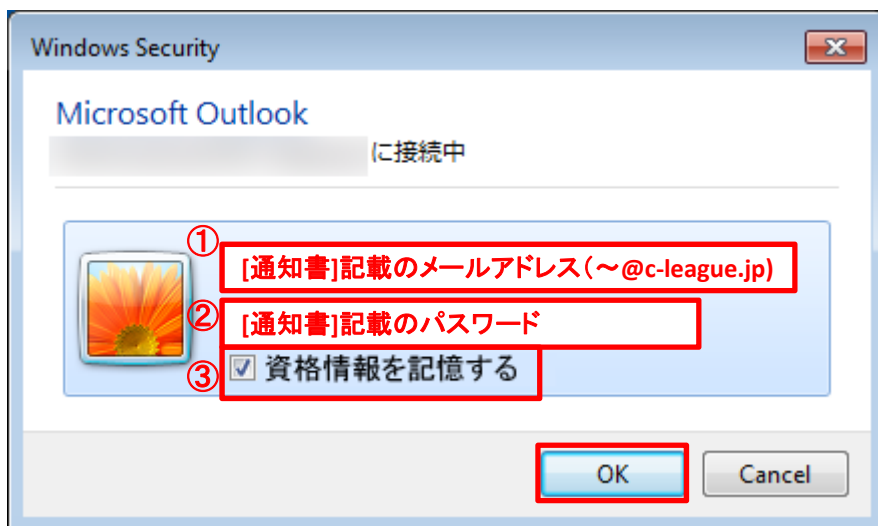 Windows Security
Microsoft Outlook
に接続中
①
[通知書]記載のメールアドレス(～@c-league.jp)
②
[通知書]記載のパスワード
③
資格情報を記憶する
OK
Cancel